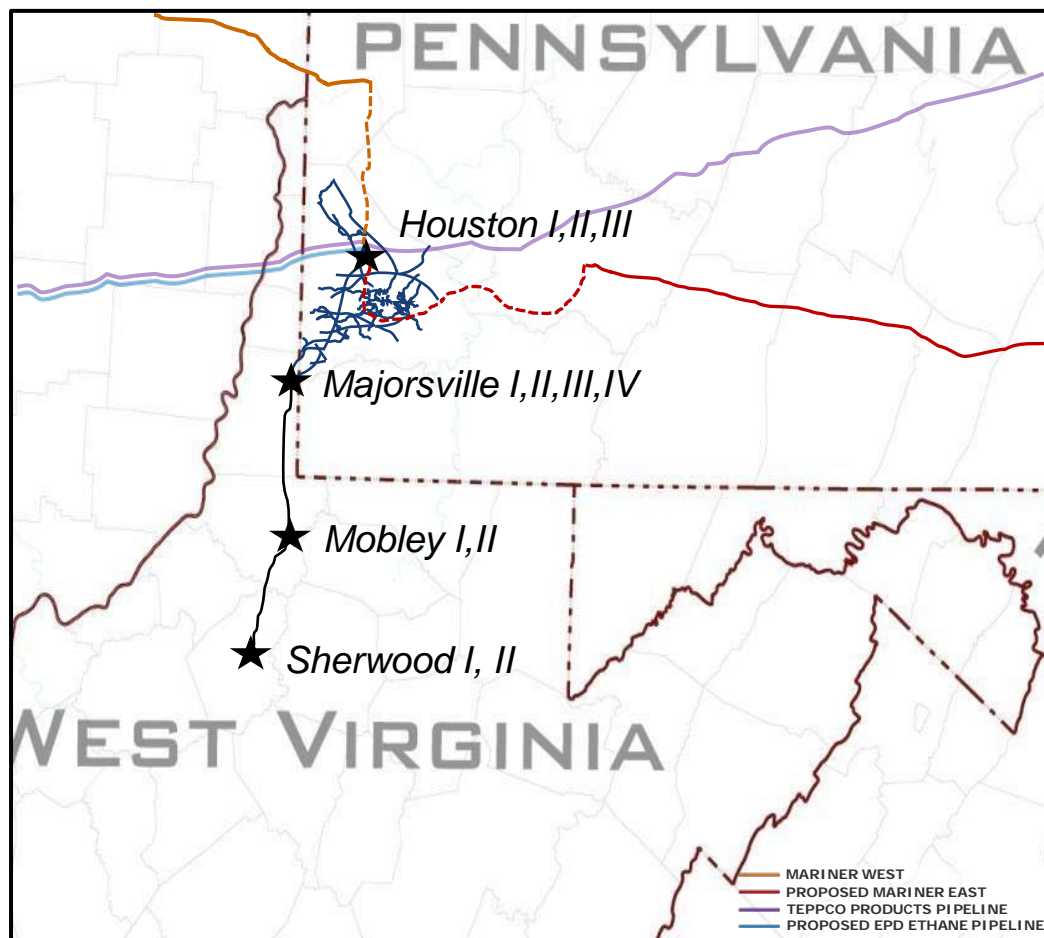 PENNSYLVANIA
Houston I,II,III
Majorsville I,II,III,IV
Mobley I,II
Sherwood I, II
WEST VIRGINIA
MARINER WEST
PROPOSED MARINER EAST
TEPPCO PRODUCTS PIPELINE
PROPOSED EPD ETHANE PIPELINE